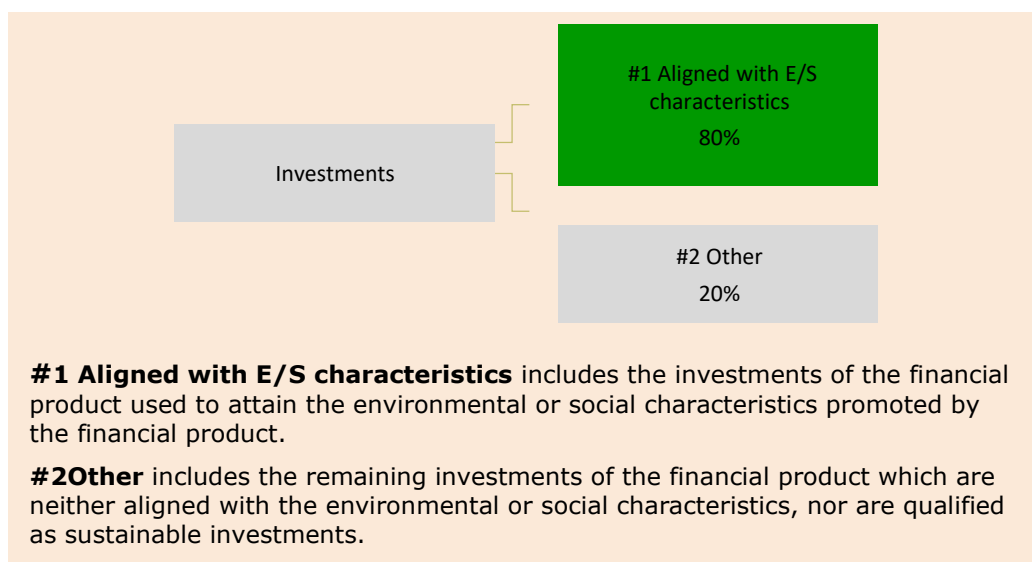 #1 Aligned with E/S
characteristics
80%
Investments
#2 Other
20%
#1 Aligned with E/S characteristics includes the investments of the financial
product used to attain the environmental or social characteristics promoted by
the financial product.
#2Other includes the remaining investments of the financial product which are
neither aligned with the environmental or social characteristics, nor are qualified
as sustainable investments.